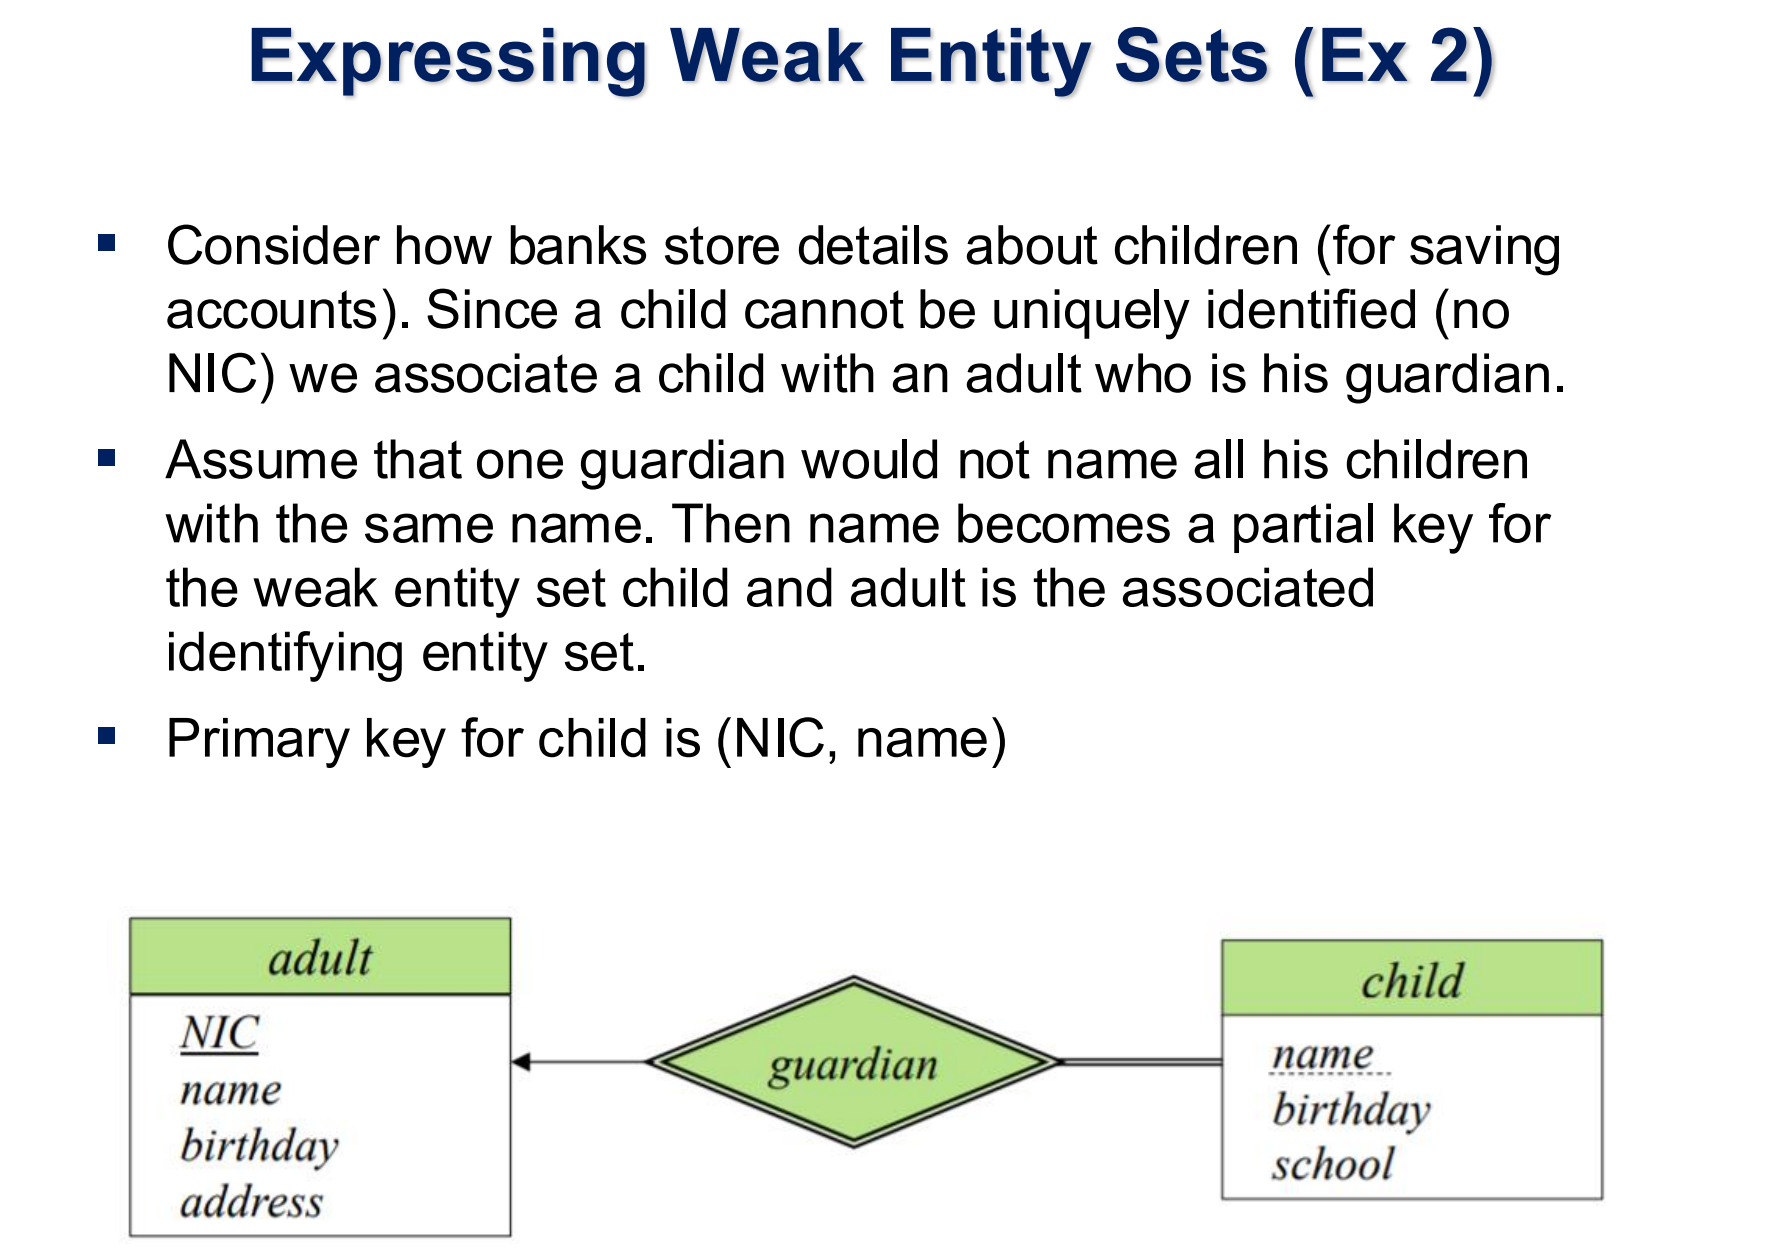 Expressing Weak Entity Sets (Ex 2)
Consider how banks store details about children (for saving
accounts). Since a child cannot be uniquely identified (no
NIC) we associate a child with an adult who is his guardian.
Assume that one guardian would not name all his children
with the same name. Then name becomes a partial key for
the weak entity set child and adult is the associated
identifying entity set.
Primary key for child is (NIC, name)
adult
NIC
name
birthday
address
guardian
child
name
birthday
school